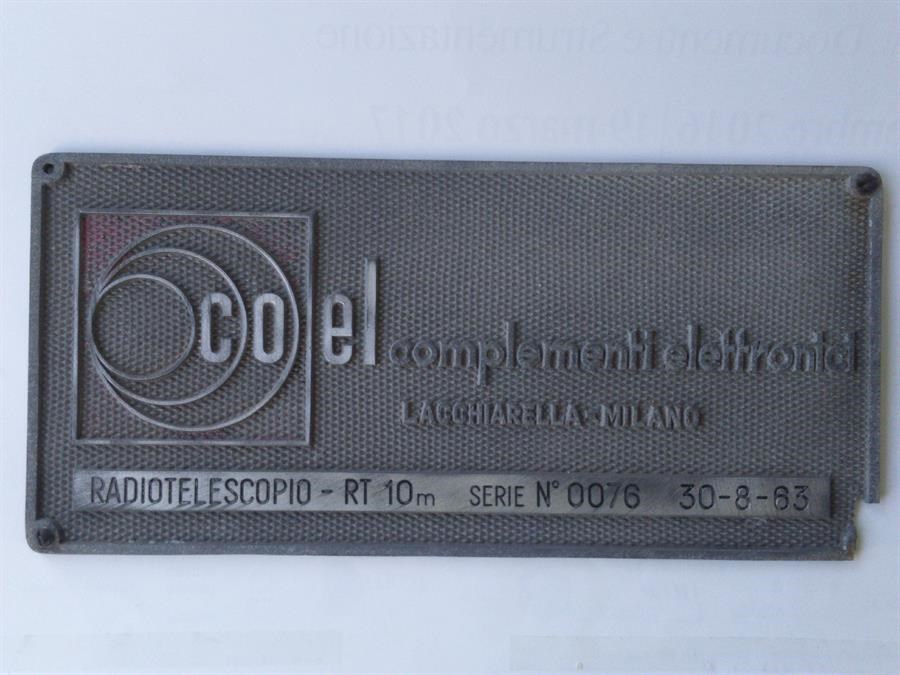 coel complementi elettronici
LACCHIARELLA-MILANO
RADIOTELESCOPIO - RT 10m SERIE N° 0076 30-8-63